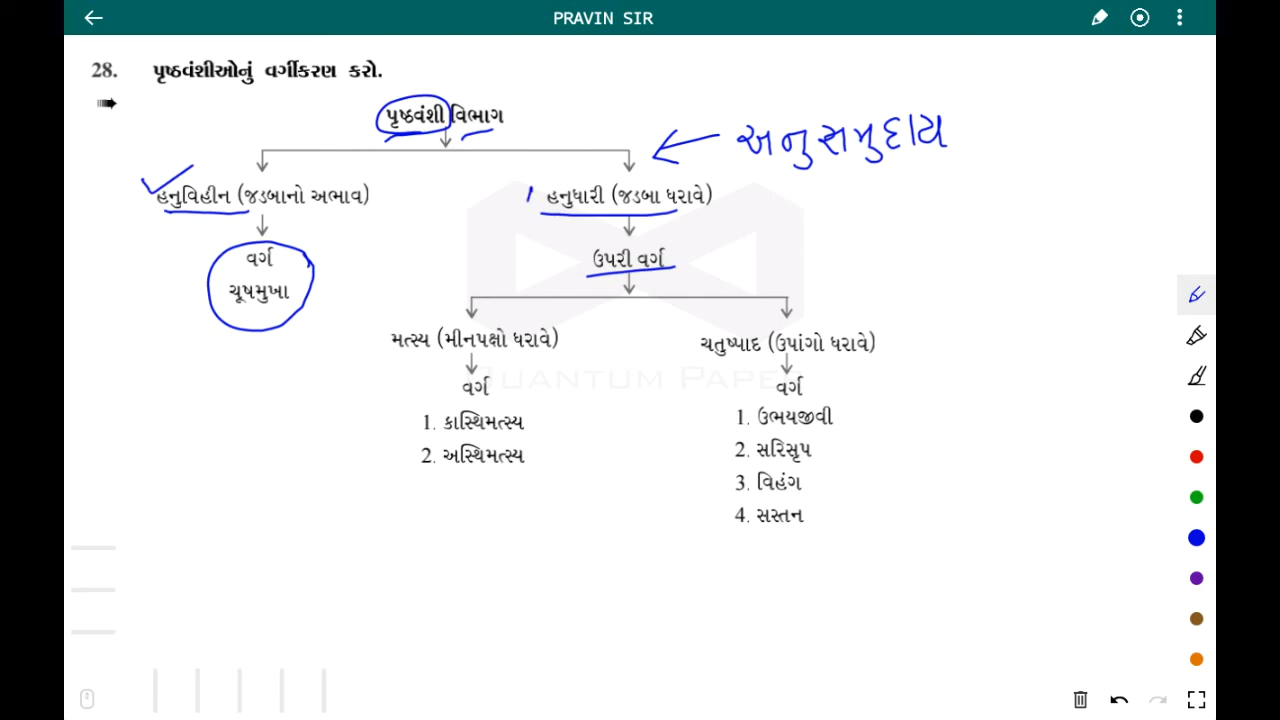 PRAVIN SIR
28. પૃષ્ઠવંશીઓનું વર્ગીકરણ કરો.
પૃષ્ઠવંશી વિભાગ
અનુસમુદાય
હનુવિહીન (જડબાનો અભાવ)
હનુધારી (જડબા ધરાવે)
વર્ગ
ચૂષમુખા
ઉપરી વર્ગ
મત્સ્ય (મીનપક્ષો ધરાવે)
ચતુષ્પાદ (ઉપાંગો ધરાવે)
QUANTUM PAPER
વર્ગ
1. કાસ્થિમત્સ્ય
2. અસ્થિમત્સ્ય
વર્ગ
1. ઉભયજીવી
2. સરિસૃપ
3. વિહંગ
4. સસ્તન